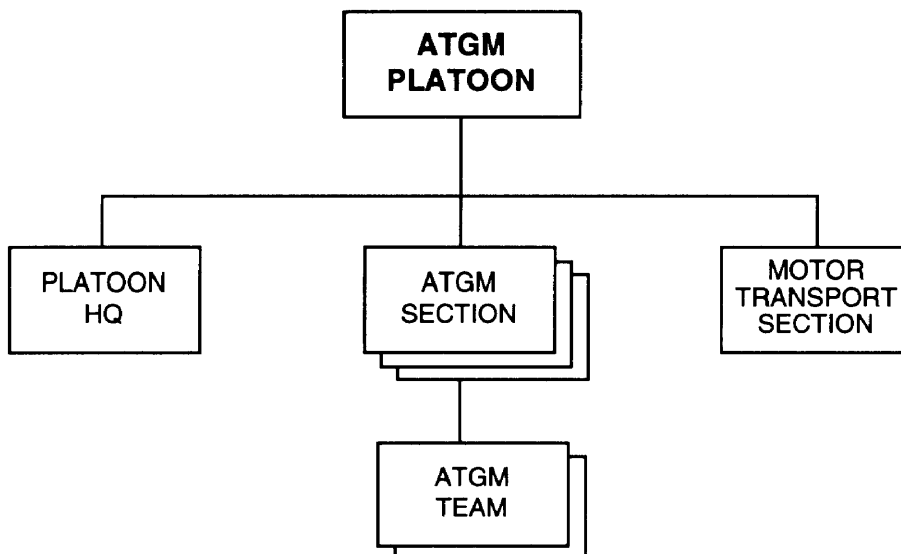 ATGM
PLATOON
PLATOON
HQ
ATGM
SECTION
MOTOR
TRANSPORT
SECTION
ATGM
TEAM